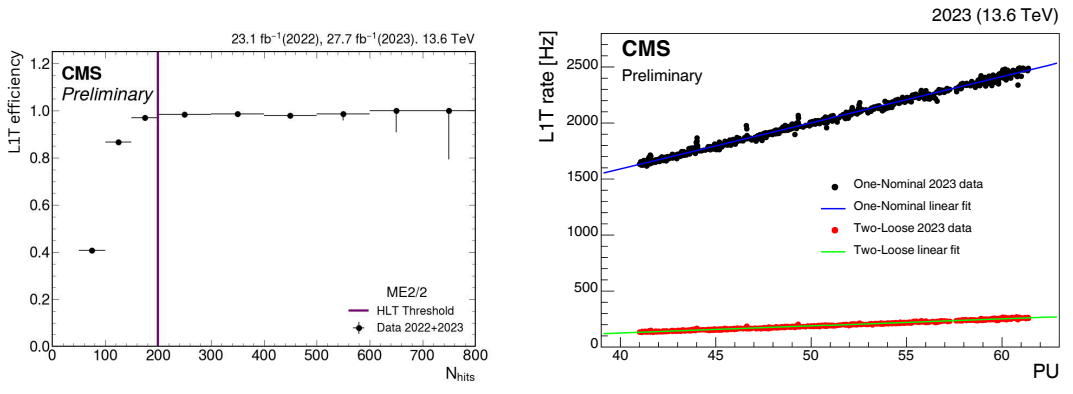 23.1 fb⁻¹(2022), 27.7 fb⁻¹(2023). 13.6 TeV
L1T efficiency
1.2
1.0
0.8
0.6
0.4
0.2
0.0
CMS
Preliminary
ME2/2
HLT Threshold
Data 2022+2023
0 100 200 300 400 500 600 700 800
Nhits
2023 (13.6 TeV)
L1T rate [Hz]
2500
2000
1500
1000
500
0
CMS
Preliminary
One-Nominal 2023 data
One-Nominal linear fit
Two-Loose 2023 data
Two-Loose linear fit
40 45 50 55 60
PU